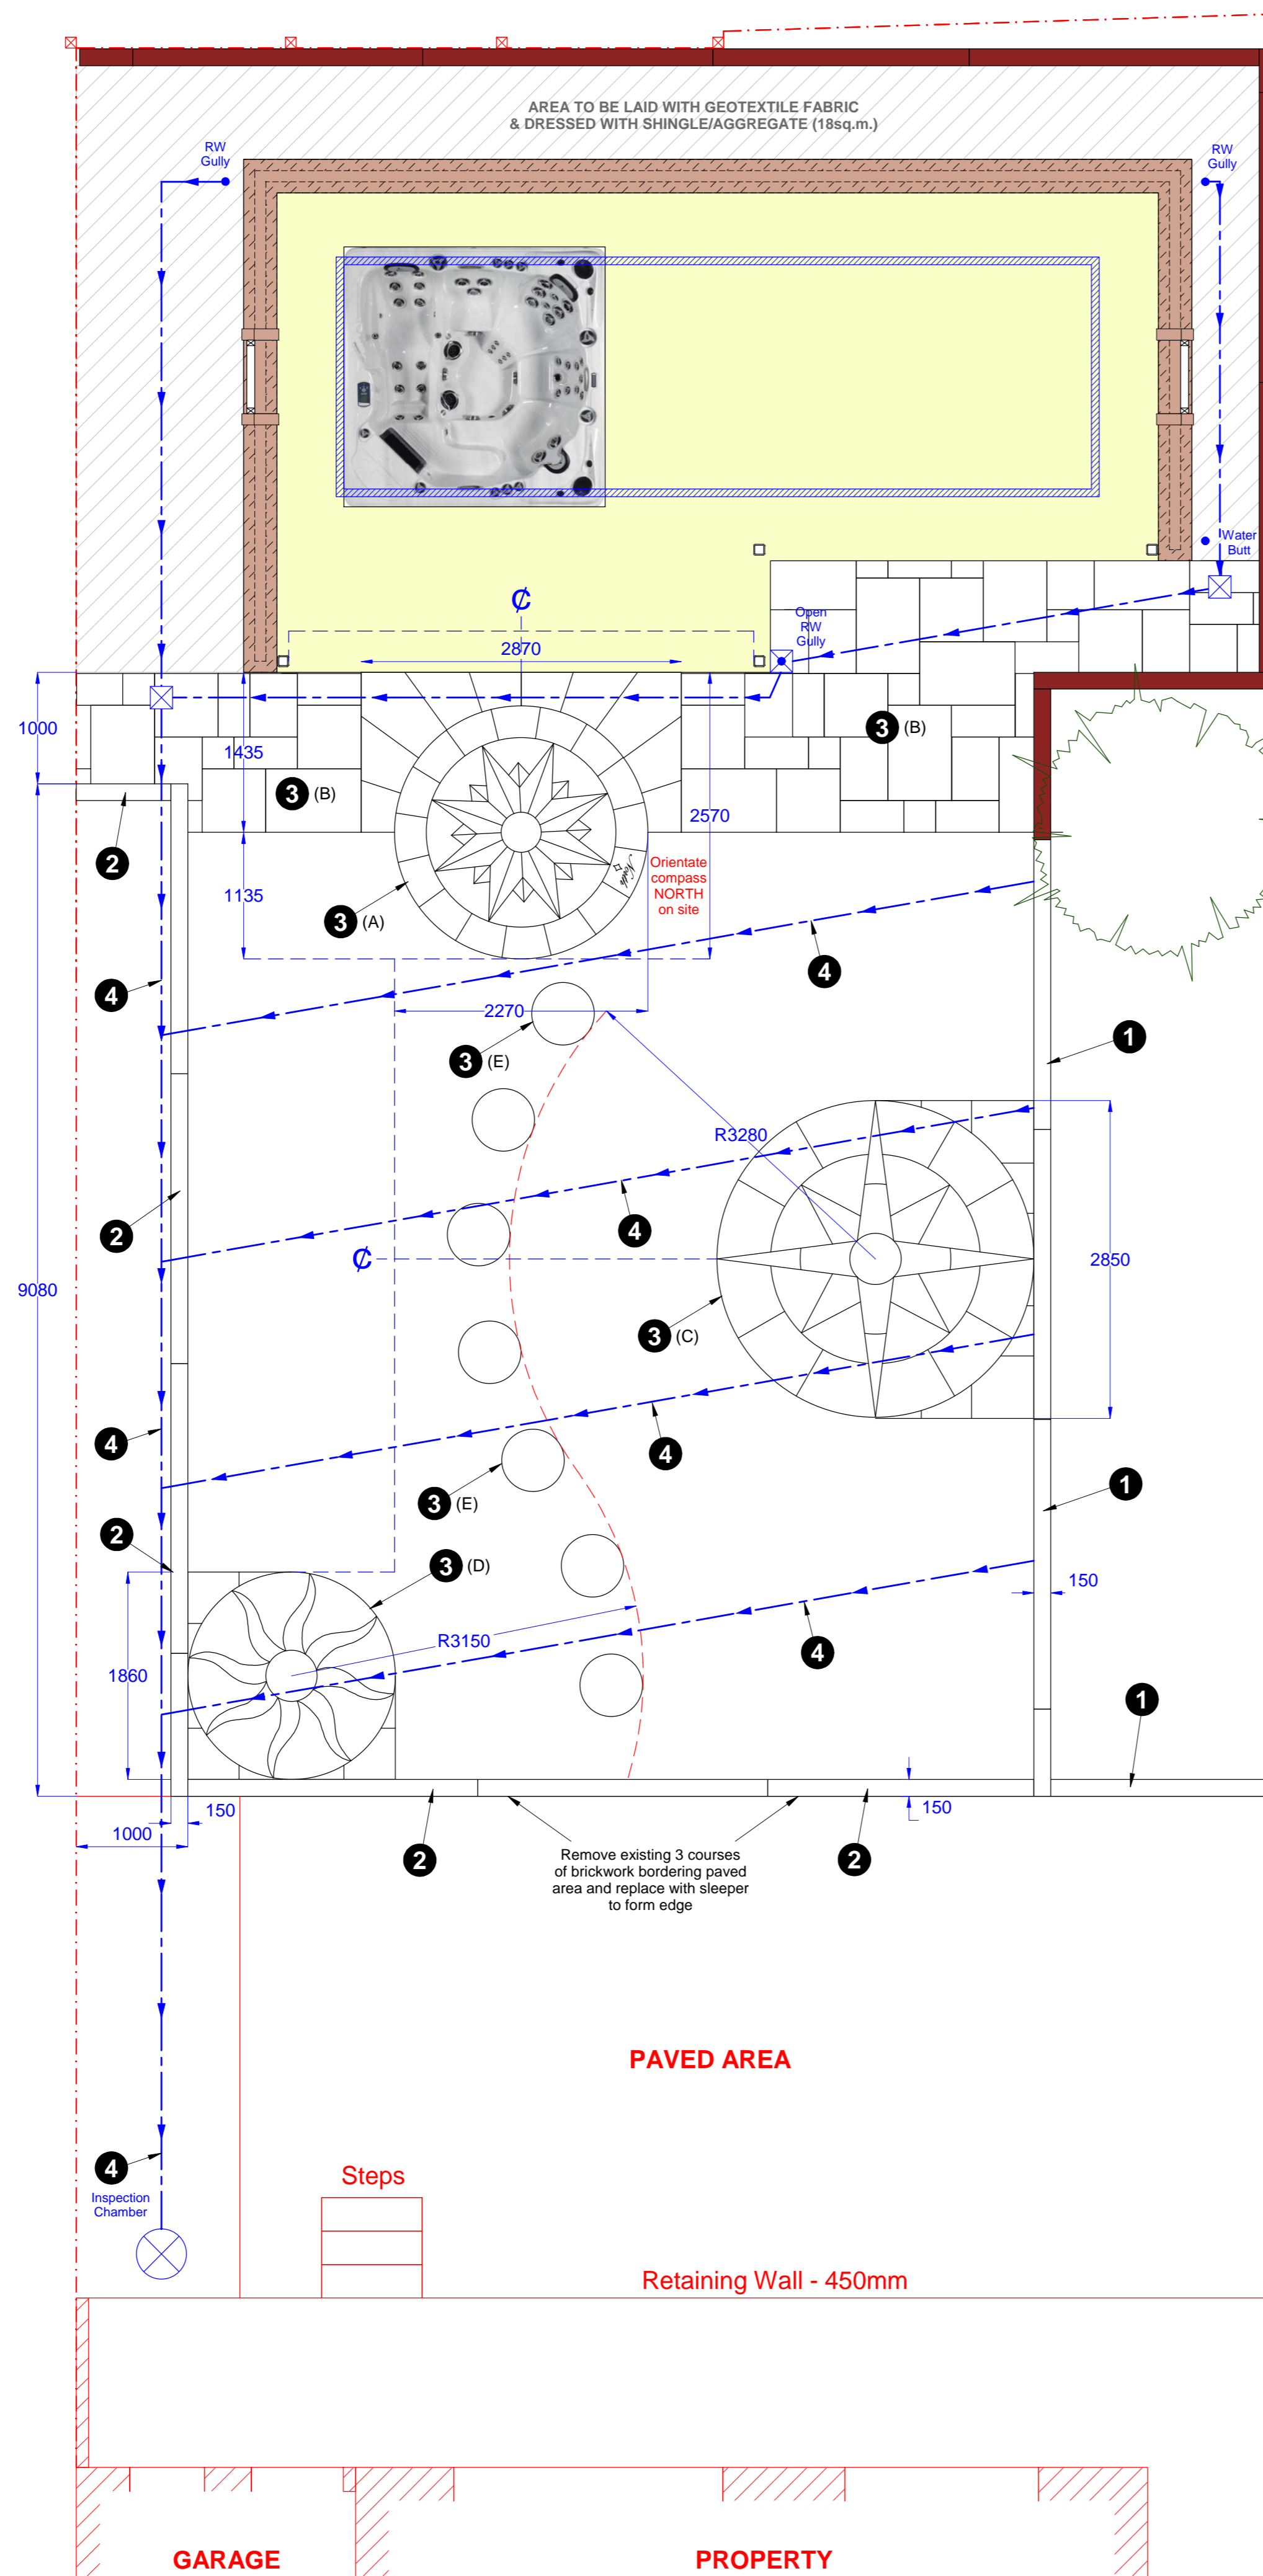 AREA TO BE LAID WITH GEOTEXTILE FABRIC
& DRESSED WITH SHINGLE/AGGREGATE (18sq.m.)
RW
Gully
RW
Gully
Water
Butt
Open
RW
Gully
℄
2870
1000
1435
3 (B)
3 (B)
2570
2
1135
3 (A)
North
Orientate
compass
NORTH
on site
4
4
2270
3 (E)
1
R3280
2
4
℄
2850
9080
3 (C)
4
4
3 (E)
1
2
3 (D)
150
R3150
4
1860
1
150
150
1000
2
Remove existing 3 courses
of brickwork bordering paved
area and replace with sleeper
to form edge
2
PAVED AREA
4
Inspection
Chamber
Steps
Retaining Wall - 450mm
GARAGE
PROPERTY